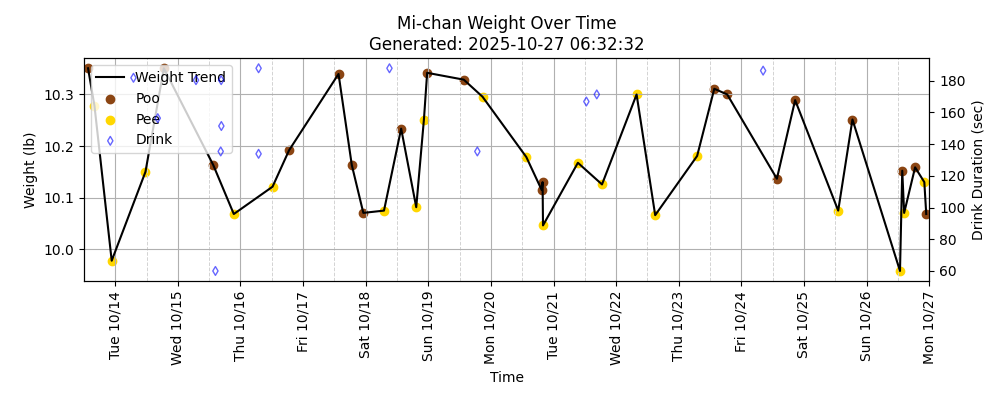 Mi-chan Weight Over Time
Generated: 2025-10-27 06:32:32
Weight Trend
Poo
Pee
Drink
Weight (lb)
10.3
10.2
10.1
10.0
Drink Duration (sec)
180
160
140
120
100
80
60
Tue 10/14
Wed 10/15
Thu 10/16
Fri 10/17
Sat 10/18
Sun 10/19
Mon 10/20
Tue 10/21
Wed 10/22
Thu 10/23
Fri 10/24
Sat 10/25
Sun 10/26
Mon 10/27
Time